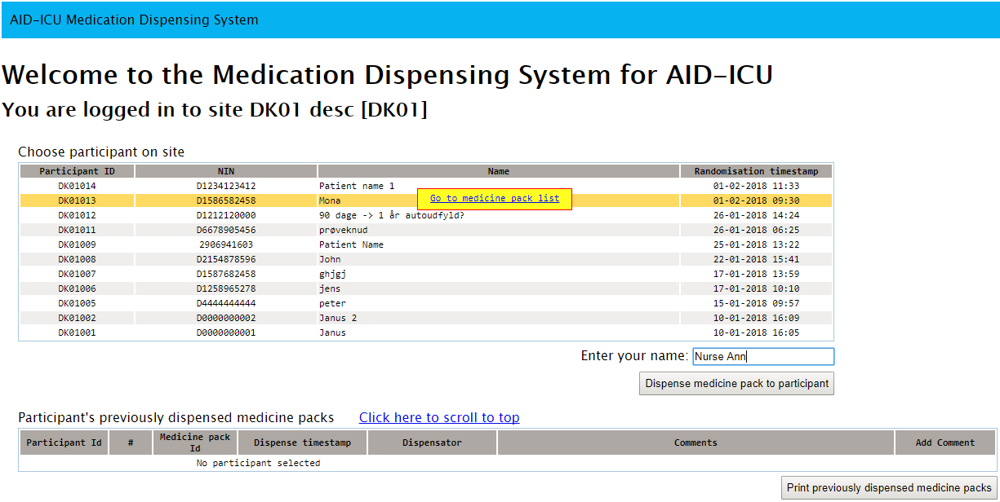 AID-ICU Medication Dispensing System
Welcome to the Medication Dispensing System for AID-ICU
You are logged in to site DK01 desc [DK01]
Choose participant on site
Participant ID NIN Name Randomisation timestamp
DK01014 D1234123412 Patient name 1 01-02-2018 11:33
DK01013 D1586582458 Mona Go to medicine pack list 01-02-2018 09:30
DK01012 D1212120000 90 dage -> 1 år autoudfyld? 26-01-2018 14:24
DK01011 D6678905456 prøveknud 26-01-2018 06:25
DK01009 2906941603 Patient Name 25-01-2018 13:22
DK01008 D2154878596 John 22-01-2018 15:41
DK01007 D1587682458 ghjgj 17-01-2018 13:59
DK01006 D1258965278 jens 17-01-2018 10:10
DK01005 D4444444444 peter 15-01-2018 09:57
DK01002 D0000000002 Janus 2 10-01-2018 16:09
DK01001 D0000000001 Janus 10-01-2018 16:05
Enter your name: Nurse Ann
Dispense medicine pack to participant
Participant's previously dispensed medicine packs Click here to scroll to top
Participant Id # Medicine pack Id Dispense timestamp Dispensator Comments Add Comment
No participant selected
Print previously dispensed medicine packs